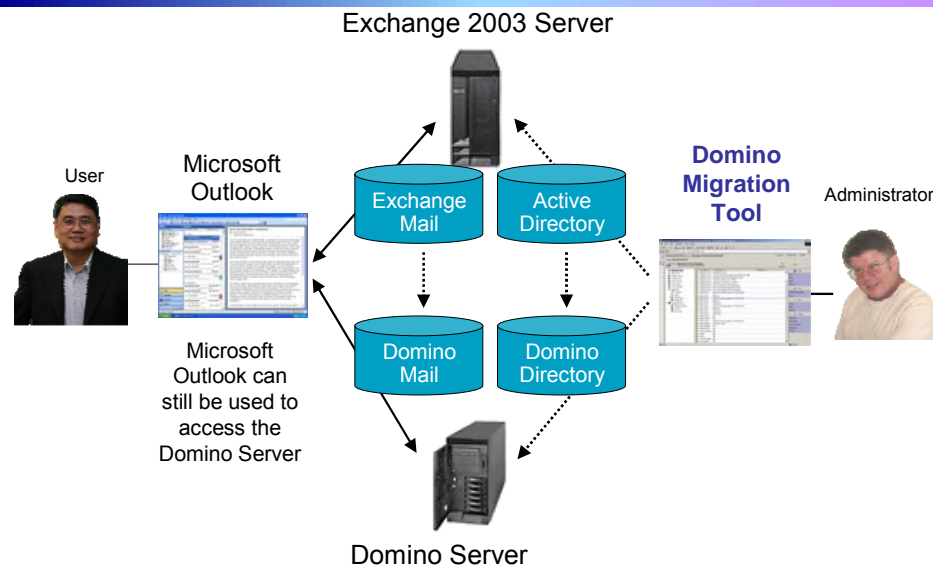 Exchange 2003 Server
User
Microsoft
Outlook
Exchange
Mail
Active
Directory
Domino
Migration
Tool
Administrator
Domino
Mail
Domino
Directory
Microsoft
Outlook can
still be used to
access the
Domino Server
Domino Server